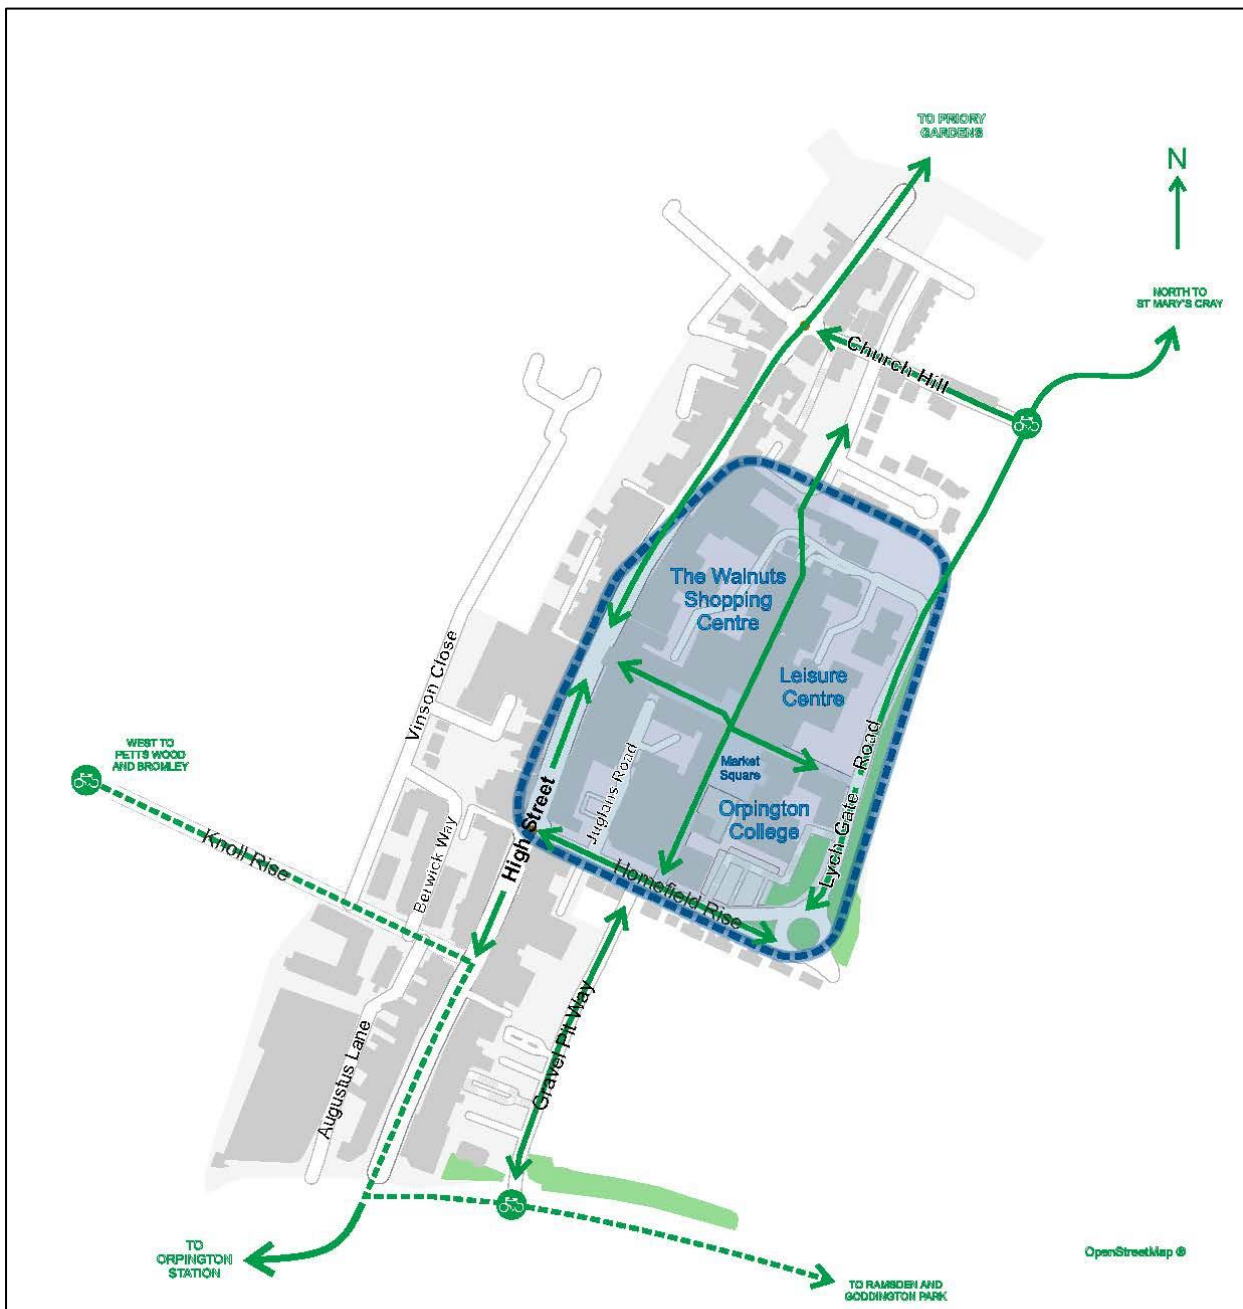 TO PRIORY
GARDENS
N
NORTH TO
ST MARY'S CRAY
Church Hill
The Walnuts
Shopping
Centre
Leisure
Centre
Vinson Close
WEST TO
PETTS WOOD
AND BROMLEY
Market
Square
Lych Gate Road
Juglans Road
High Street
Orpington
College
Knoll Rise
Berwick Way
Homefield Rise
Gravel Pit Way
Augustus Lane
TO
ORPINGTON
STATION
OpenStreetMap ®
TO RAMSDEN AND
GODDINGTON PARK